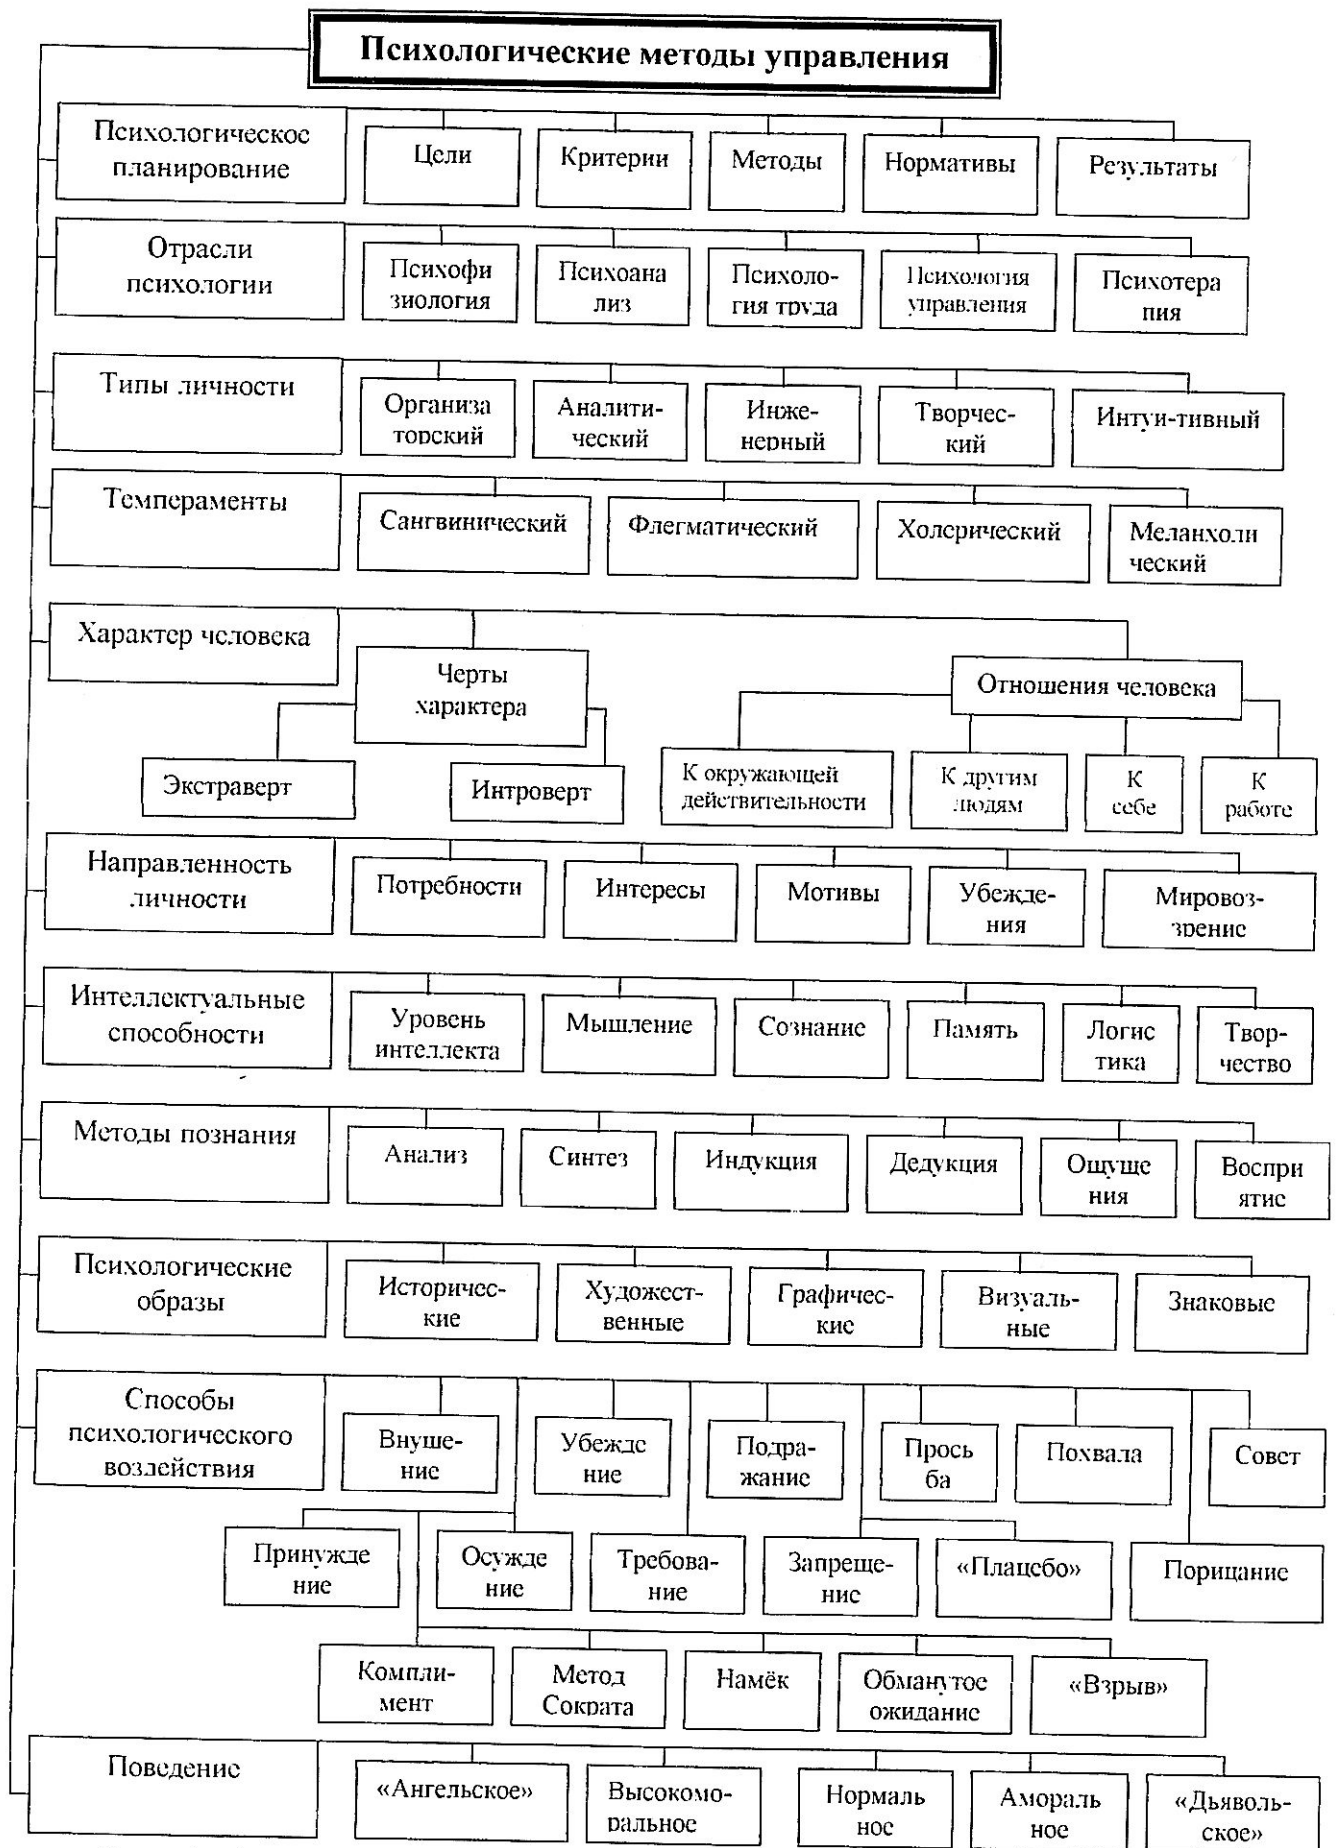 Психологические методы управления
Психологическое
планирование
Цели
Критерии
Методы
Нормативы
Результаты
Отрасли
психологии
Психофи
зиология
Психоана
лиз
Психоло-
гия труда
Психология
управления
Психотера
пия
Типы личности
Организа
торский
Аналити-
ческий
Инже-
нерный
Творчес-
кий
Интуи-тивный
Темпераменты
Сангвинический
Флегматический
Холерический
Меланхоли
ческий
Характер человека
Черты
характера
Отношения человека
Экстраверт
Интроверт
К окружающей
действительности
К другим
людям
К
себе
К
работе
Направленность
личности
Потребности
Интересы
Мотивы
Убежде-
ния
Мировоз-
зрение
Интеллектуальные
способности
Уровень
интеллекта
Мышление
Сознание
Память
Логис
тика
Твор-
чество
Методы познания
Анализ
Синтез
Индукция
Дедукция
Ощуще
ния
Воспри
ятие
Психологические
образы
Историчес-
кие
Художест-
венные
Графичес-
кие
Визуаль-
ные
Знаковые
Способы
психологического
воздействия
Внуше-
ние
Убежде
ние
Подра-
жание
Прось
ба
Похвала
Совет
Принужде
ние
Осужде
ние
Требова-
ние
Запреще-
ние
«Плацебо»
Порицание
Компли-
мент
Метод
Сократа
Намёк
Обманутое
ожидание
«Взрыв»
Поведение
«Ангельское»
Высокомо-
ральное
Нормаль
ное
Амораль
ное
«Дьяволь-
ское»